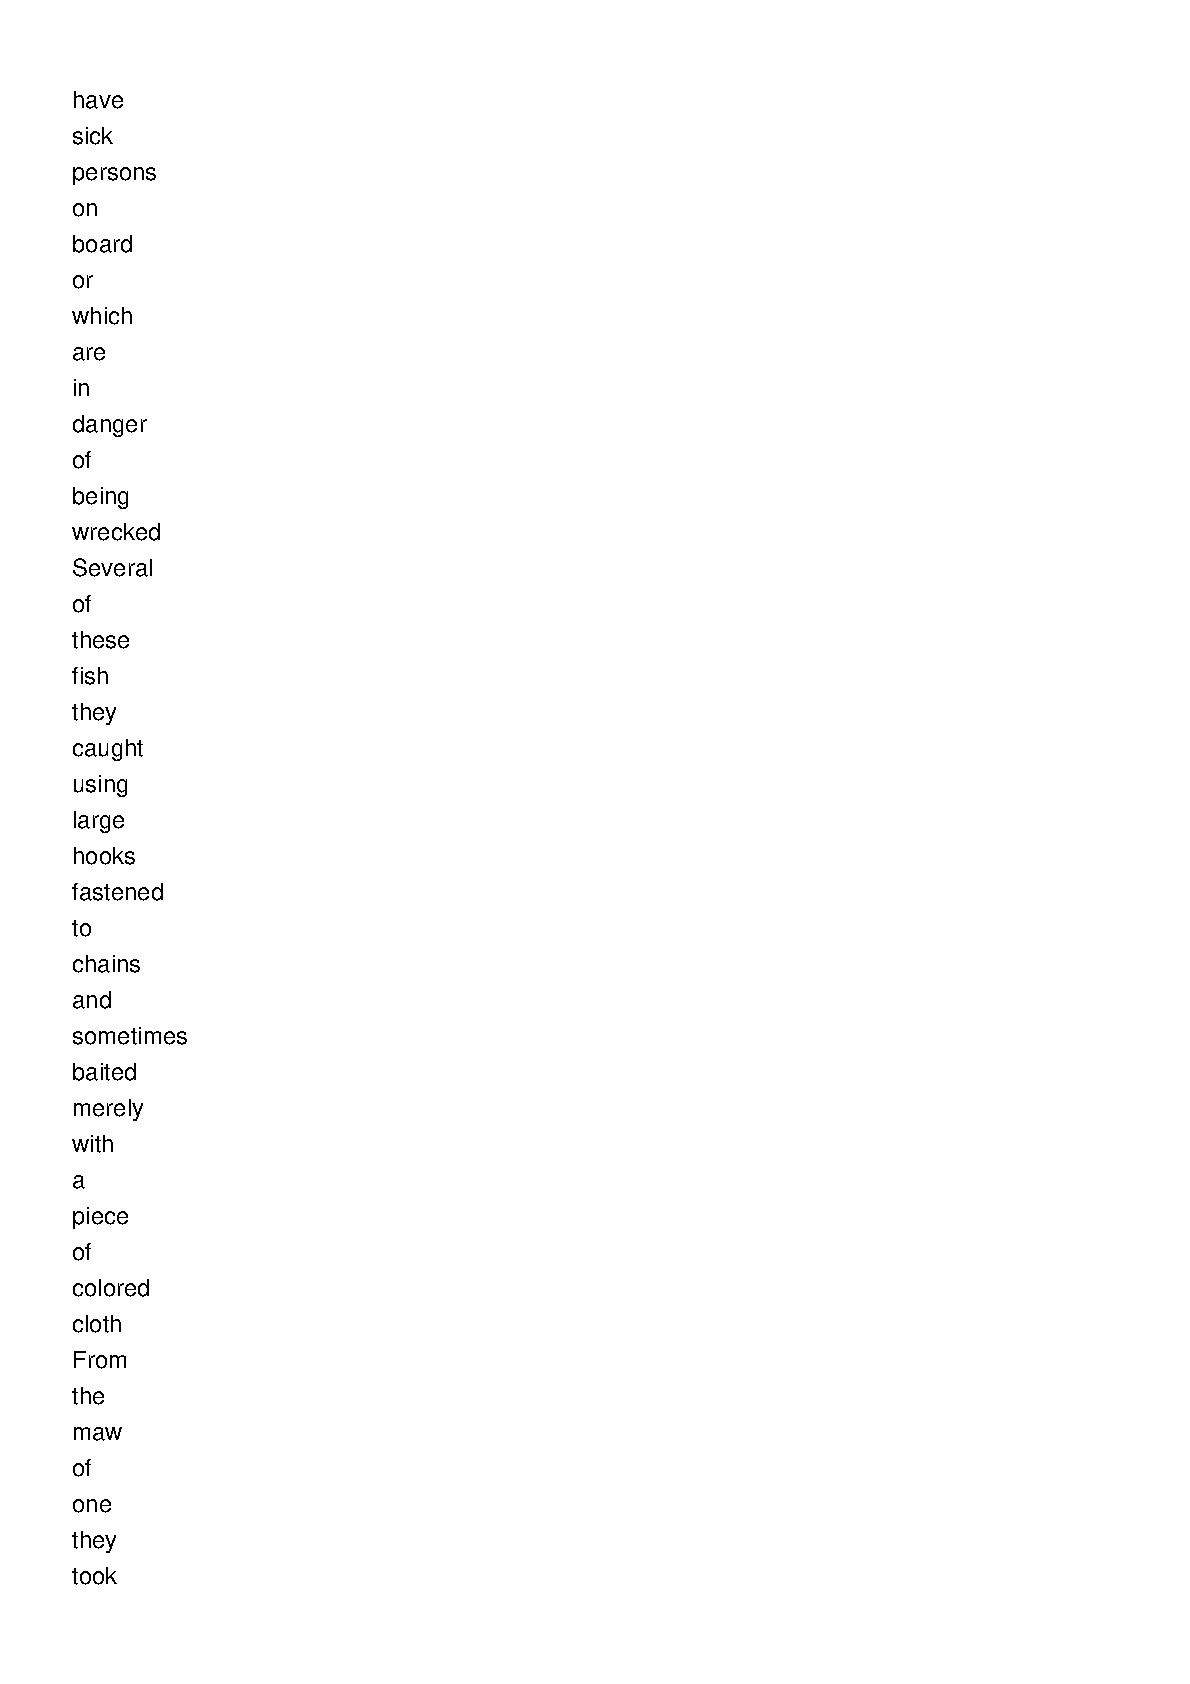 have
sick
persons
on
board
or
which
are
in
danger
of
being
wrecked
Several
of
these
fish
they
caught
using
large
hooks
fastened
to
chains
and
sometimes
baited
merely
with
a
piece
of
colored
cloth
From
the
maw
of
one
they
took